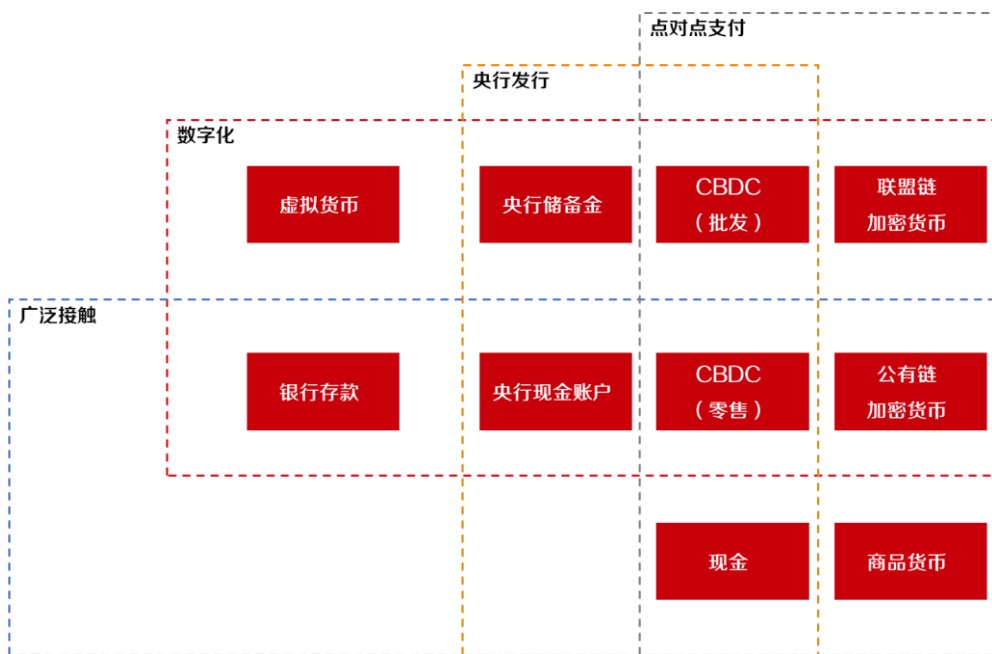 点对点支付
央行发行
数字化
虚拟货币
央行储备金
CBDC
（批发）
联盟链
加密货币
广泛接触
银行存款
央行现金账户
CBDC
（零售）
公有链
加密货币
现金
商品货币